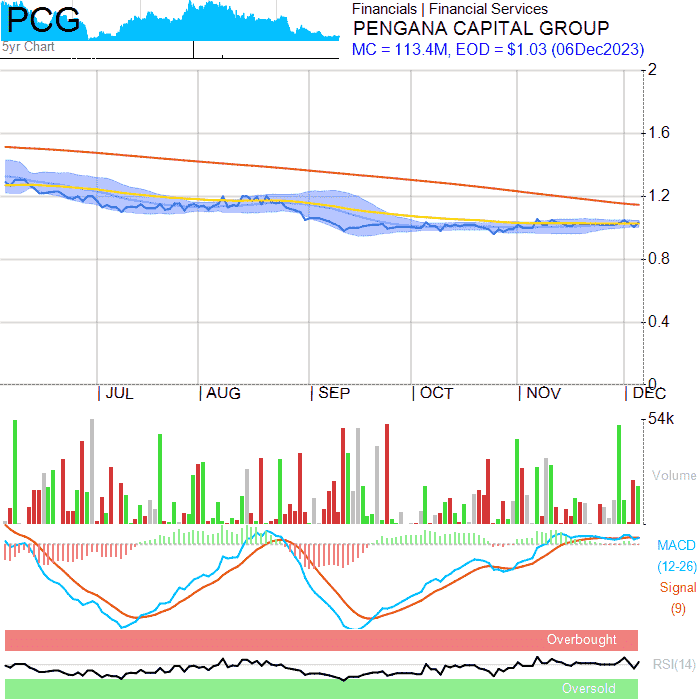 PCG
5yr Chart
Financials | Financial Services
PENGANA CAPITAL GROUP
MC = 113.4M, EOD = $1.03 (06Dec2023)
2
1.6
1.2
0.8
0.4
0
JUL AUG SEP OCT NOV DEC
54k
Volume
MACD
(12-26)
Signal
(9)
Overbought
RSI(14)
Oversold